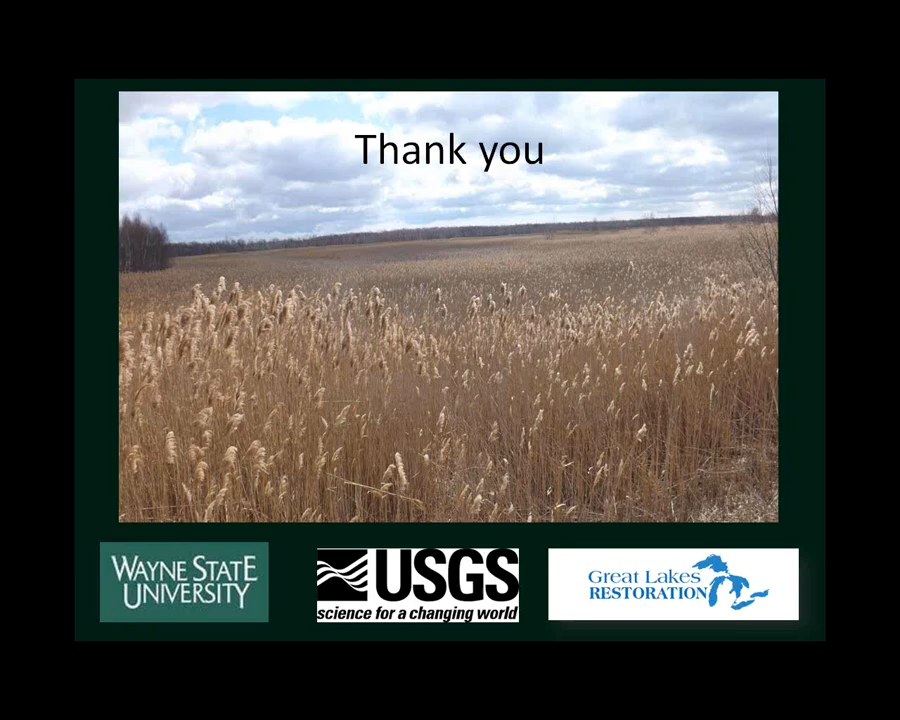 Thank you
WAYNE STATE
UNIVERSITY
USGS
science for a changing world
Great Lakes
RESTORATION